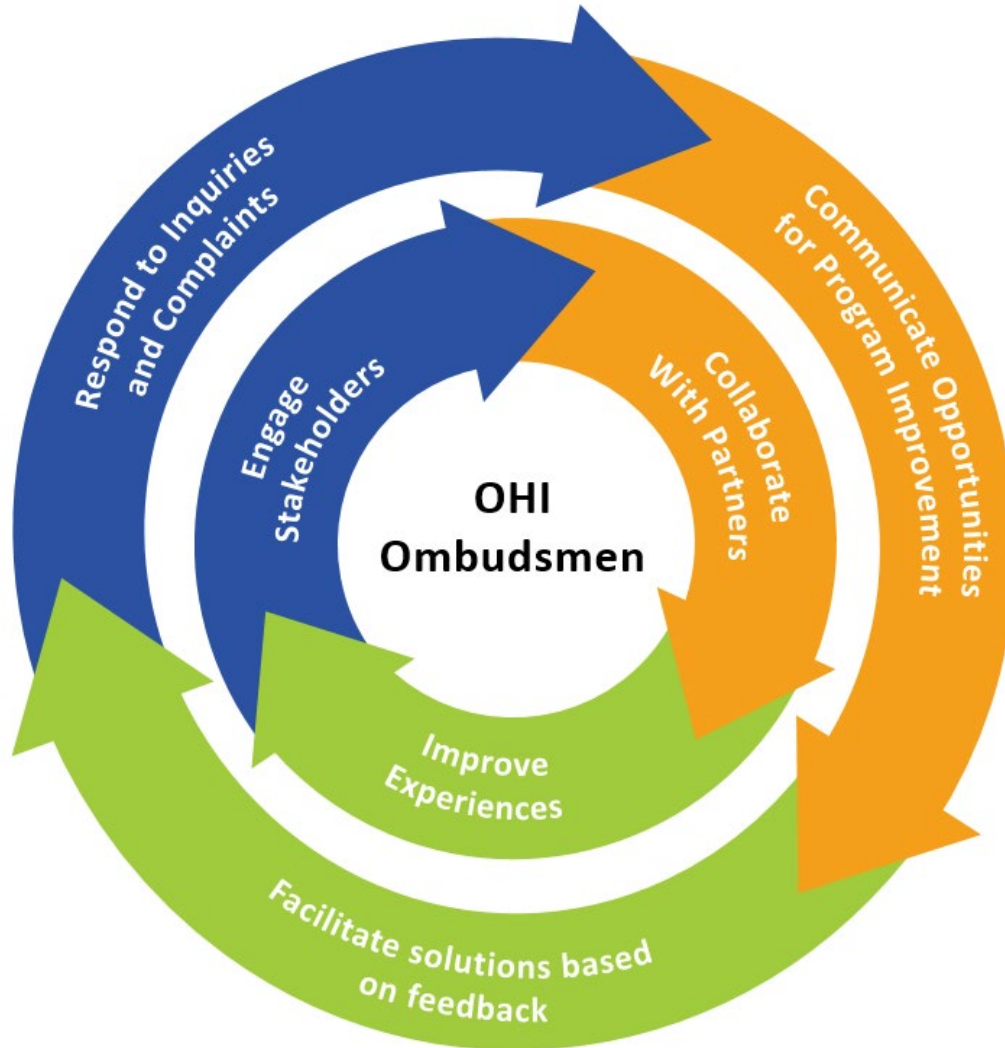 Respond to Inquiries
and Complaints
Communicate Opportunities
for Program Improvement
Engage
Stakeholders
Collaborate
With Partners
OHI
Ombudsmen
Improve
Experiences
Facilitate solutions based
on feedback